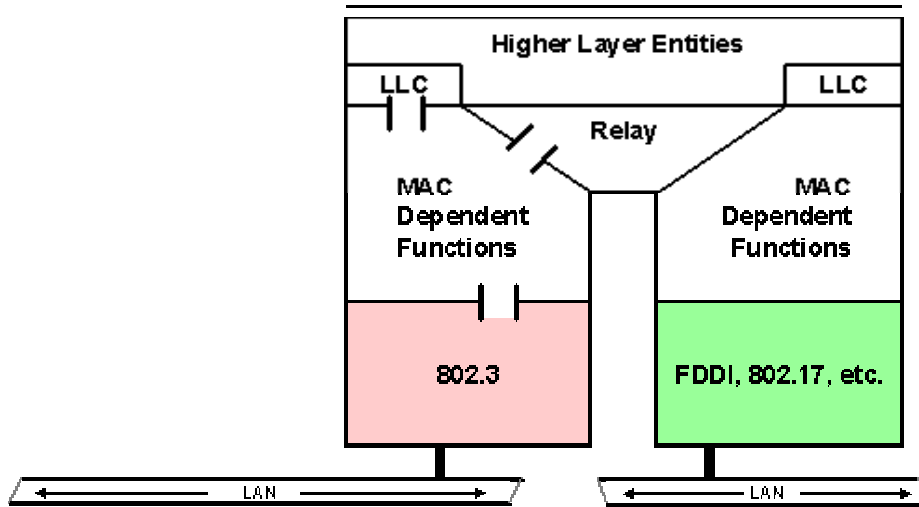 Higher Layer Entities
LLC
LLC
Relay
MAC
Dependent
Functions
MAC
Dependent
Functions
802.3
FDDI, 802.17, etc.
LAN
LAN